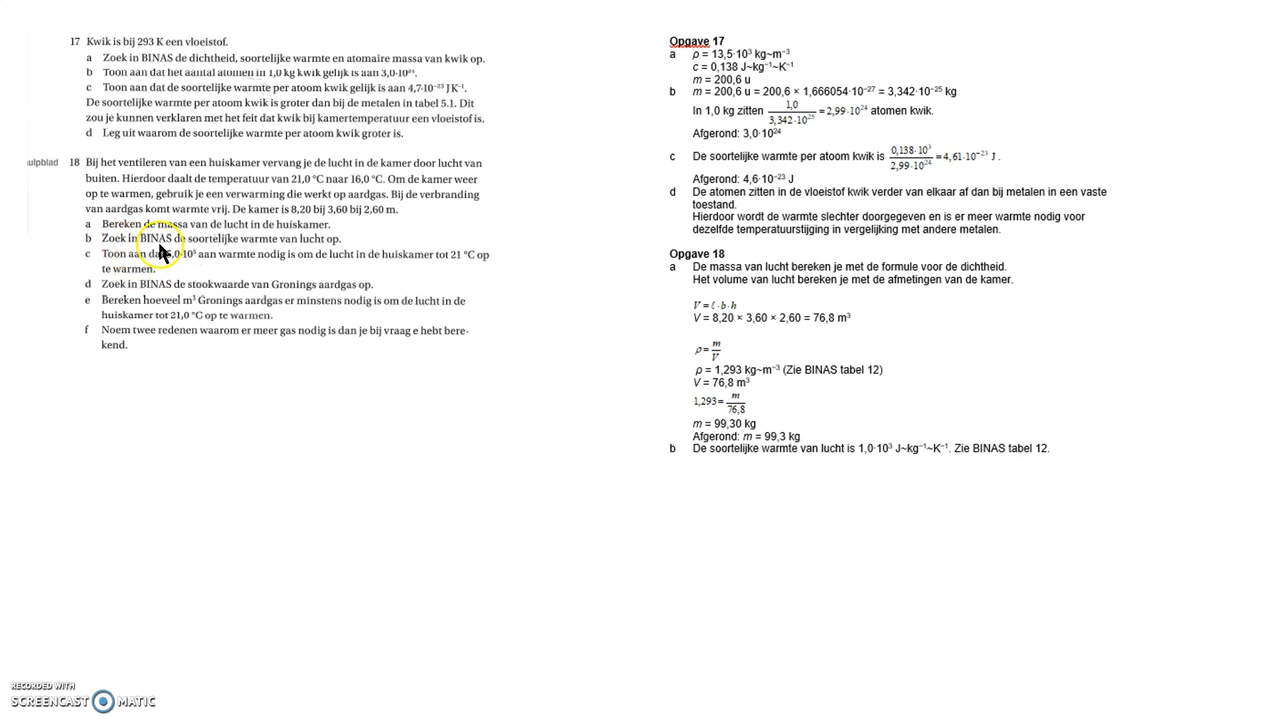 17 Kwik is bij 293 K een vloeistof.
a Zoek in BINAS de dichtheid, soortelijke warmte en atomaire massa van kwik op.
b Toon aan dat het aantal atomen in 1,0 kg kwik gelijk is aan 3,0·10²⁴.
c Toon aan dat de soortelijke warmte per atoom kwik gelijk is aan 4,7·10⁻²³ J K⁻¹.
De soortelijke warmte per atoom kwik is groter dan bij de metalen in tabel 5.1. Dit
zou je kunnen verklaren met het feit dat kwik bij kamertemperatuur een vloeistof is.
d Leg uit waarom de soortelijke warmte per atoom kwik groter is.
ulpblad 18 Bij het ventileren van een huiskamer vervang je de lucht in de kamer door lucht van
buiten. Hierdoor daalt de temperatuur van 21,0 °C naar 16,0 °C. Om de kamer weer
op te warmen, gebruik je een verwarming die werkt op aardgas. Bij de verbranding
van aardgas komt warmte vrij. De kamer is 8,20 bij 3,60 bij 2,60 m.
a Bereken de massa van de lucht in de huiskamer.
b Zoek in BINAS de soortelijke warmte van lucht op.
c Toon aan dat 5,0·10⁵ aan warmte nodig is om de lucht in de huiskamer tot 21 °C op
te warmen.
d Zoek in BINAS de stookwaarde van Gronings aardgas op.
e Bereken hoeveel m³ Gronings aardgas er minstens nodig is om de lucht in de
huiskamer tot 21,0 °C op te warmen.
f Noem twee redenen waarom er meer gas nodig is dan je bij vraag e hebt bere-
kend.
Opgave 17
a ρ = 13,5·10³ kg~m⁻³
c = 0,138 J~kg⁻¹~K⁻¹
m = 200,6 u
b m = 200,6 u = 200,6 × 1,666054·10⁻²⁷ = 3,342·10⁻²⁵ kg
In 1,0 kg zitten 1,0 / 3,342·10²⁵ = 2,99·10²⁴ atomen kwik.
Afgerond: 3,0·10²⁴
c De soortelijke warmte per atoom kwik is 0,138·10³ / 2,99·10²⁴ = 4,61·10⁻²³ J .
Afgerond: 4,6·10⁻²³ J
d De atomen zitten in de vloeistof kwik verder van elkaar af dan bij metalen in een vaste
toestand.
Hierdoor wordt de warmte slechter doorgegeven en is er meer warmte nodig voor
dezelfde temperatuurstijging in vergelijking met andere metalen.
Opgave 18
a De massa van lucht bereken je met de formule voor de dichtheid.
Het volume van lucht bereken je met de afmetingen van de kamer.
V = ℓ · b · h
V = 8,20 × 3,60 × 2,60 = 76,8 m³
ρ = m / V
ρ = 1,293 kg~m⁻³ (Zie BINAS tabel 12)
V = 76,8 m³
1,293 = m / 76,8
m = 99,30 kg
Afgerond: m = 99,3 kg
b De soortelijke warmte van lucht is 1,0·10³ J~kg⁻¹~K⁻¹. Zie BINAS tabel 12.
RECORDED WITH
SCREENCAST MATIC